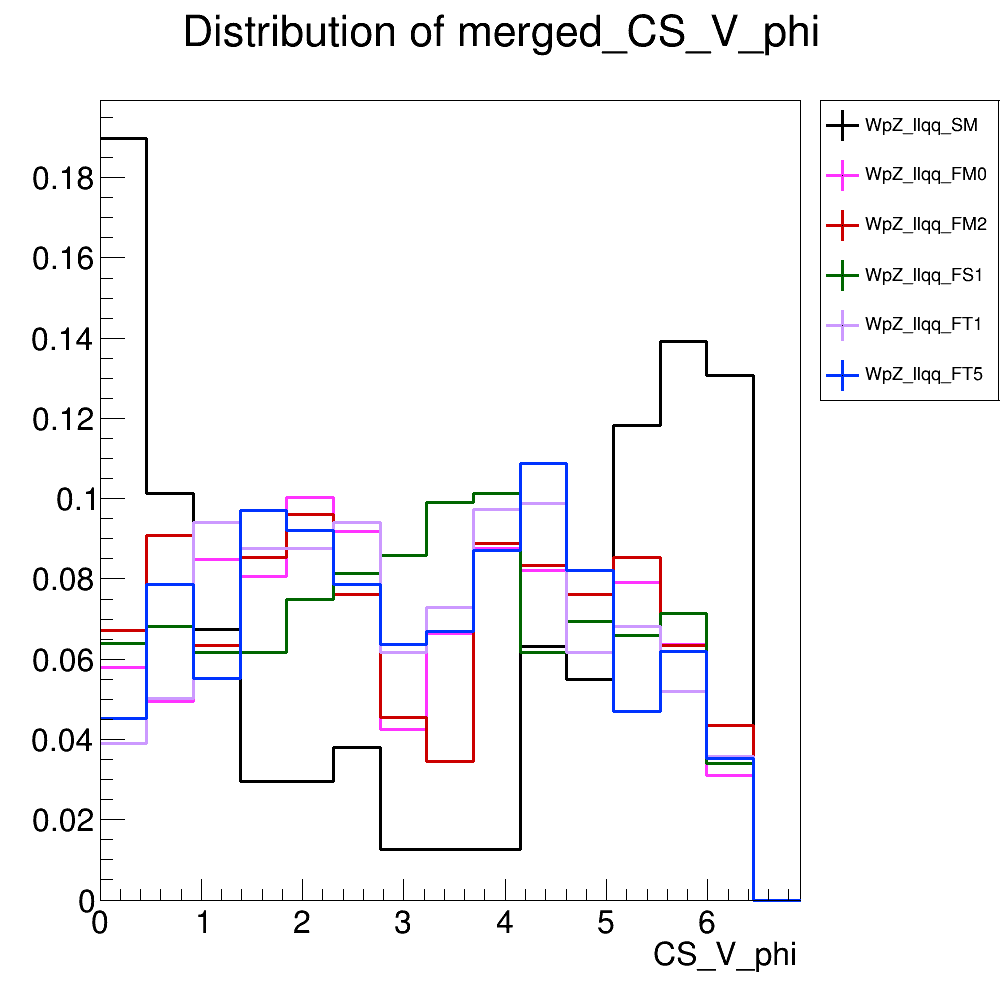 Distribution of merged_CS_V_phi
WpZ_llqq_SM
WpZ_llqq_FM0
WpZ_llqq_FM2
WpZ_llqq_FS1
WpZ_llqq_FT1
WpZ_llqq_FT5
0.18
0.16
0.14
0.12
0.1
0.08
0.06
0.04
0.02
0
0 1 2 3 4 5 6
CS_V_phi